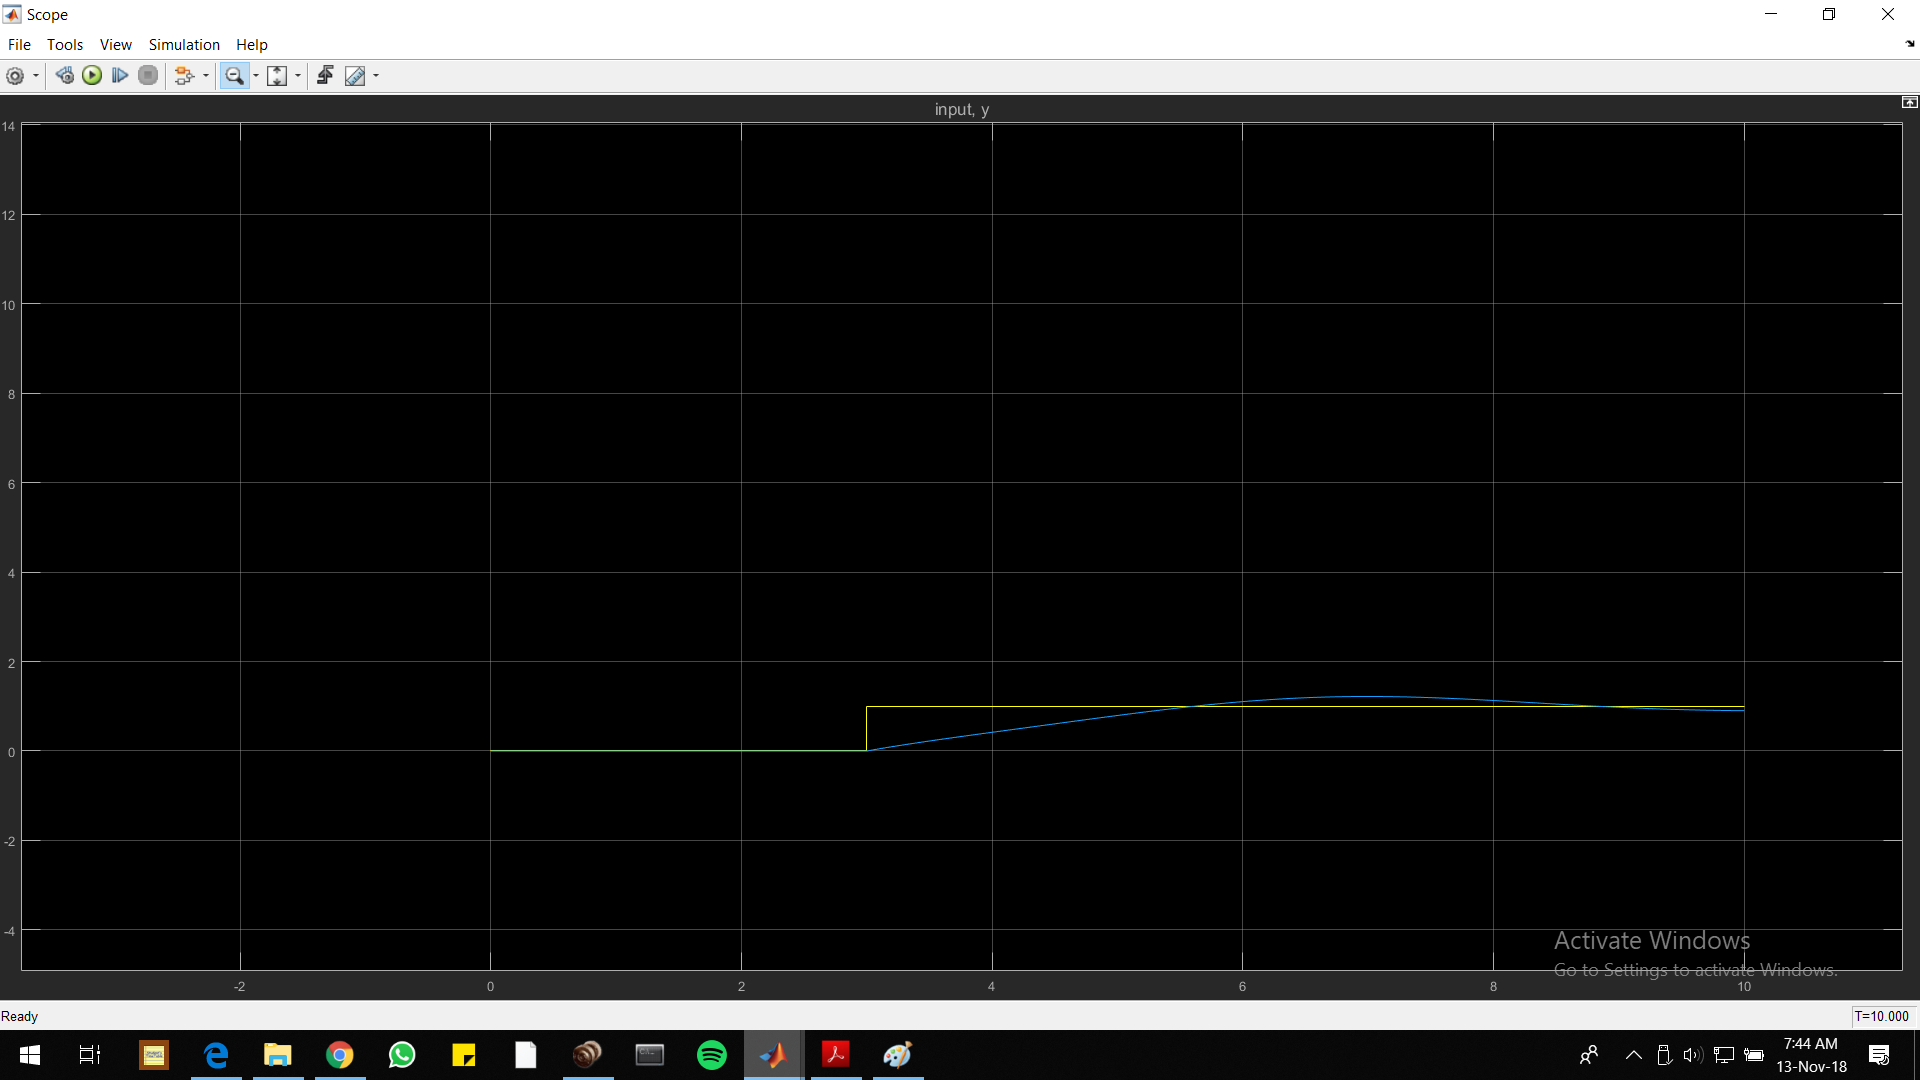 Scope
File Tools View Simulation Help
input, y
14
12
10
8
6
4
2
0
-2
-4
-2 0 2 4 6 8 10
Activate Windows
Go to Settings to activate Windows.
Ready
T=10.000
7:44 AM
13-Nov-18